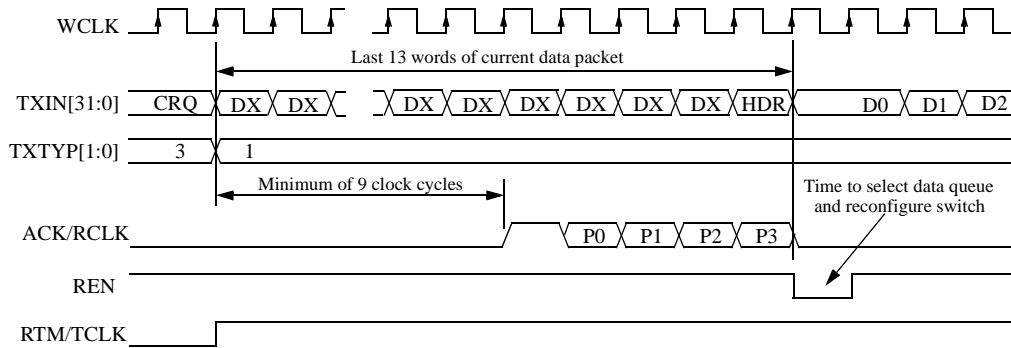 WCLK
Last 13 words of current data packet
TXIN[31:0] CRQ DX DX DX DX DX DX DX DX HDR D0 D1 D2
TXTYP[1:0] 3 1
Minimum of 9 clock cycles
Time to select data queue
and reconfigure switch
ACK/RCLK P0 P1 P2 P3
REN
RTM/TCLK